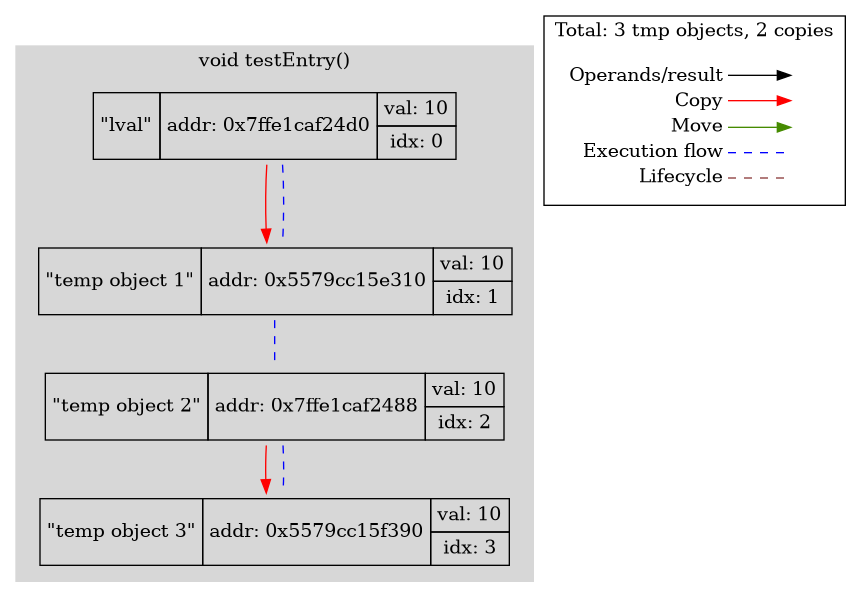 Total: 3 tmp objects, 2 copies
Operands/result
Copy
Move
Execution flow
Lifecycle
void testEntry()
"lval" addr: 0x7ffe1caf24d0 val: 10
idx: 0
"temp object 1" addr: 0x5579cc15e310 val: 10
idx: 1
"temp object 2" addr: 0x7ffe1caf2488 val: 10
idx: 2
"temp object 3" addr: 0x5579cc15f390 val: 10
idx: 3